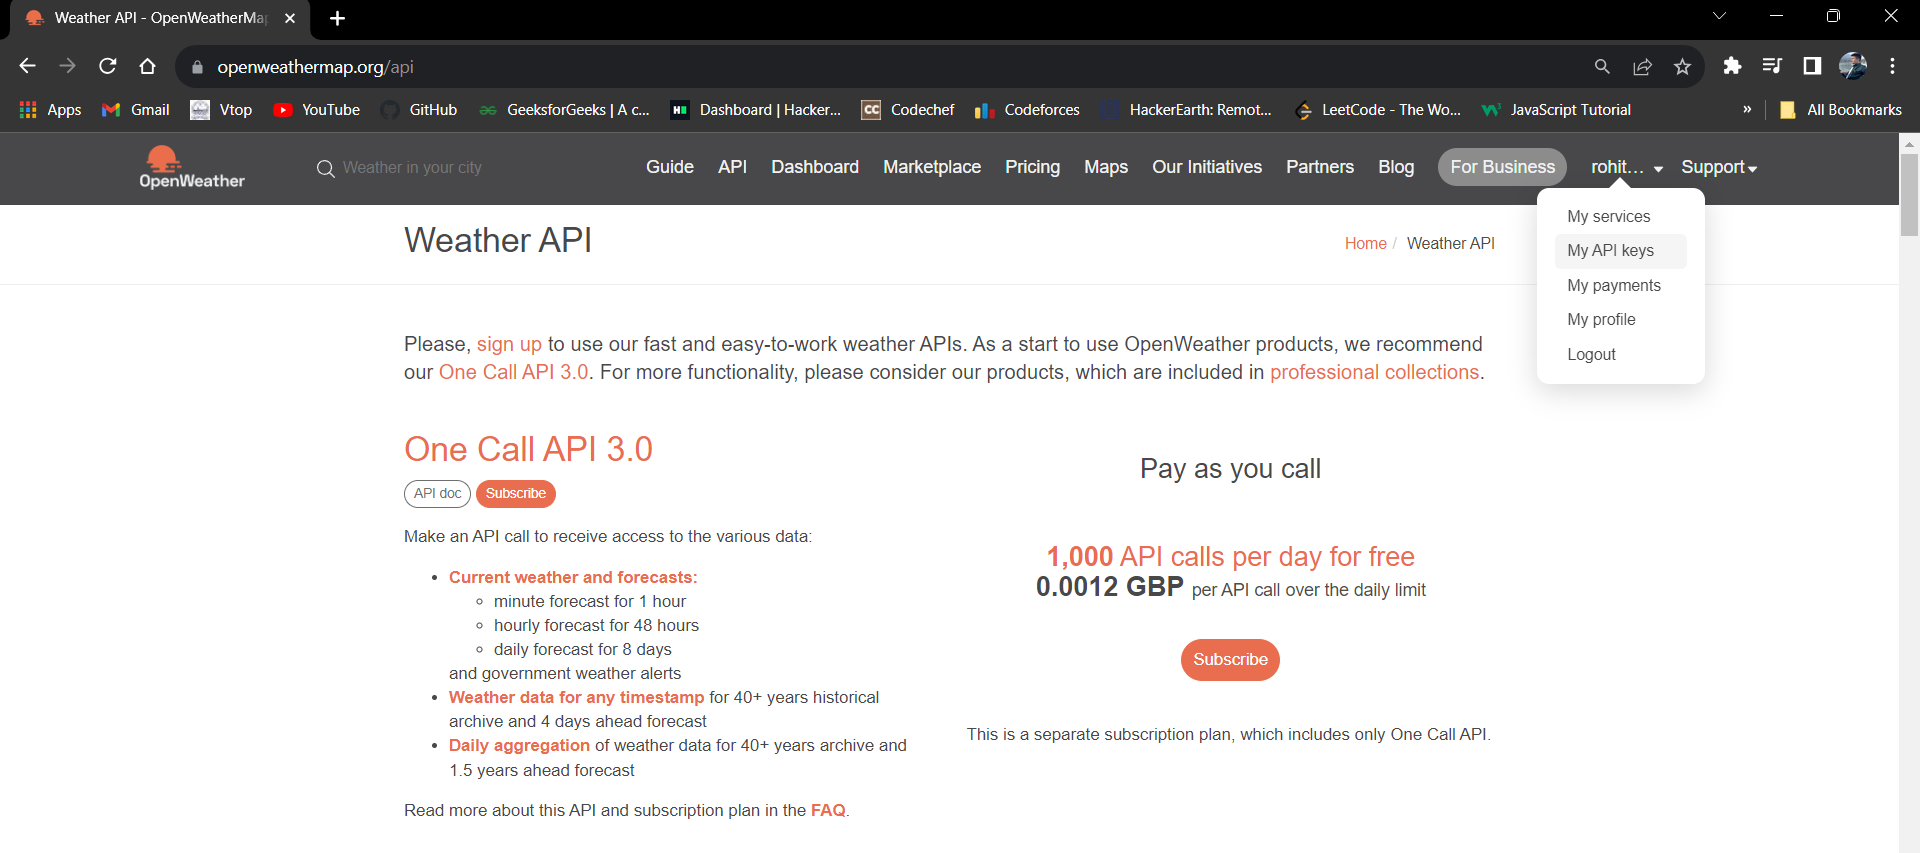 Weather API - OpenWeatherMap
openweathermap.org/api
Apps Gmail Vtop YouTube GitHub GeeksforGeeks | A c... Dashboard | Hacker... Codechef Codeforces HackerEarth: Remot... LeetCode - The Wo... JavaScript Tutorial » All Bookmarks
OpenWeather Weather in your city Guide API Dashboard Marketplace Pricing Maps Our Initiatives Partners Blog For Business rohit... Support
My services
My API keys
My payments
My profile
Logout
Weather API
Home / Weather API
Please, sign up to use our fast and easy-to-work weather APIs. As a start to use OpenWeather products, we recommend
our One Call API 3.0. For more functionality, please consider our products, which are included in professional collections.
One Call API 3.0
API doc Subscribe
Make an API call to receive access to the various data:
• Current weather and forecasts:
◦ minute forecast for 1 hour
◦ hourly forecast for 48 hours
◦ daily forecast for 8 days
and government weather alerts
• Weather data for any timestamp for 40+ years historical
archive and 4 days ahead forecast
• Daily aggregation of weather data for 40+ years archive and
1.5 years ahead forecast
Read more about this API and subscription plan in the FAQ.
Pay as you call
1,000 API calls per day for free
0.0012 GBP per API call over the daily limit
Subscribe
This is a separate subscription plan, which includes only One Call API.